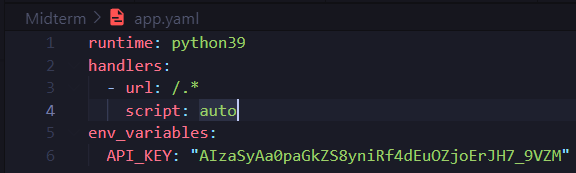 Midterm > app.yaml
1 runtime: python39
2 handlers:
3 - url: /.*
4 script: auto
5 env_variables:
6 API_KEY: "AIzaSyAa0paGkZS8yniRf4dEuOZjoErJH7_9VZM"